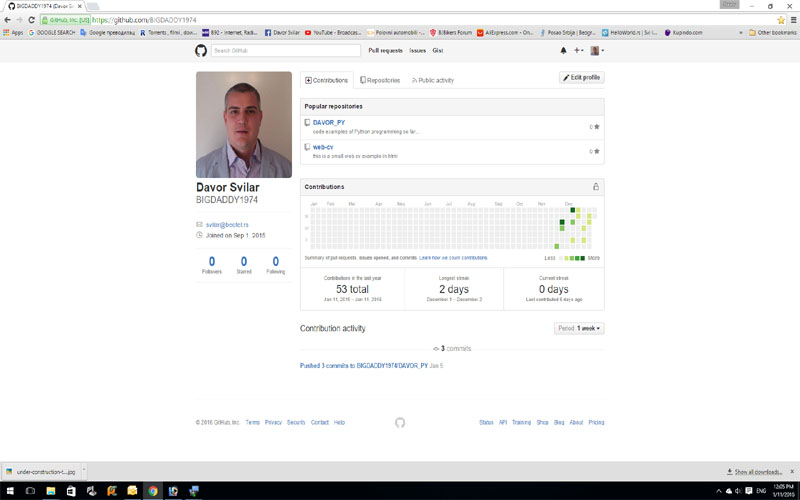 BIGDADDY1974 (Davor Sv
GitHub, Inc. [US] https://github.com/BIGDADDY1974
Apps GOOGLE SEARCH Google преводилац Torrents , filmi , dom B92 - Internet, Radi... Davor Svilar YouTube - Broadcas... Polovni automobili - BJBikers Forum AliExpress.com - On Posao Srbija | Beogr HelloWorld.rs | Svi I... Kupindo.com Other bookmarks
Search GitHub Pull requests Issues Gist
Contributions Repositories Public activity Edit profile
Popular repositories
DAVOR_PY 0
code examples of Python programming so far...
web-cv 0
this is a small web cv example in html
Davor Svilar
BIGDADDY1974
Joined on Sep 1, 2015
0 0 0
Followers Starred Following
Contributions
Jan Feb Mar Apr May Jun Jul Aug Sep Oct Nov Dec
M
W
F
Summary of pull requests, issues opened, and commits. Learn how we count contributions. Less More
Contributions in the last year Longest streak Current streak
53 total 2 days 0 days
Jan 11, 2015 – Jan 11, 2016 December 1 – December 2 Last contributed 6 days ago
Contribution activity Period: 1 week
3 commits
Pushed 3 commits to BIGDADDY1974/DAVOR_PY Jan 5
© 2016 GitHub, Inc. Terms Privacy Security Contact Help Status API Training Shop Blog About Pricing
under-construction-t....jpg Show all downloads...
ENG 12:05 PM
1/11/2016